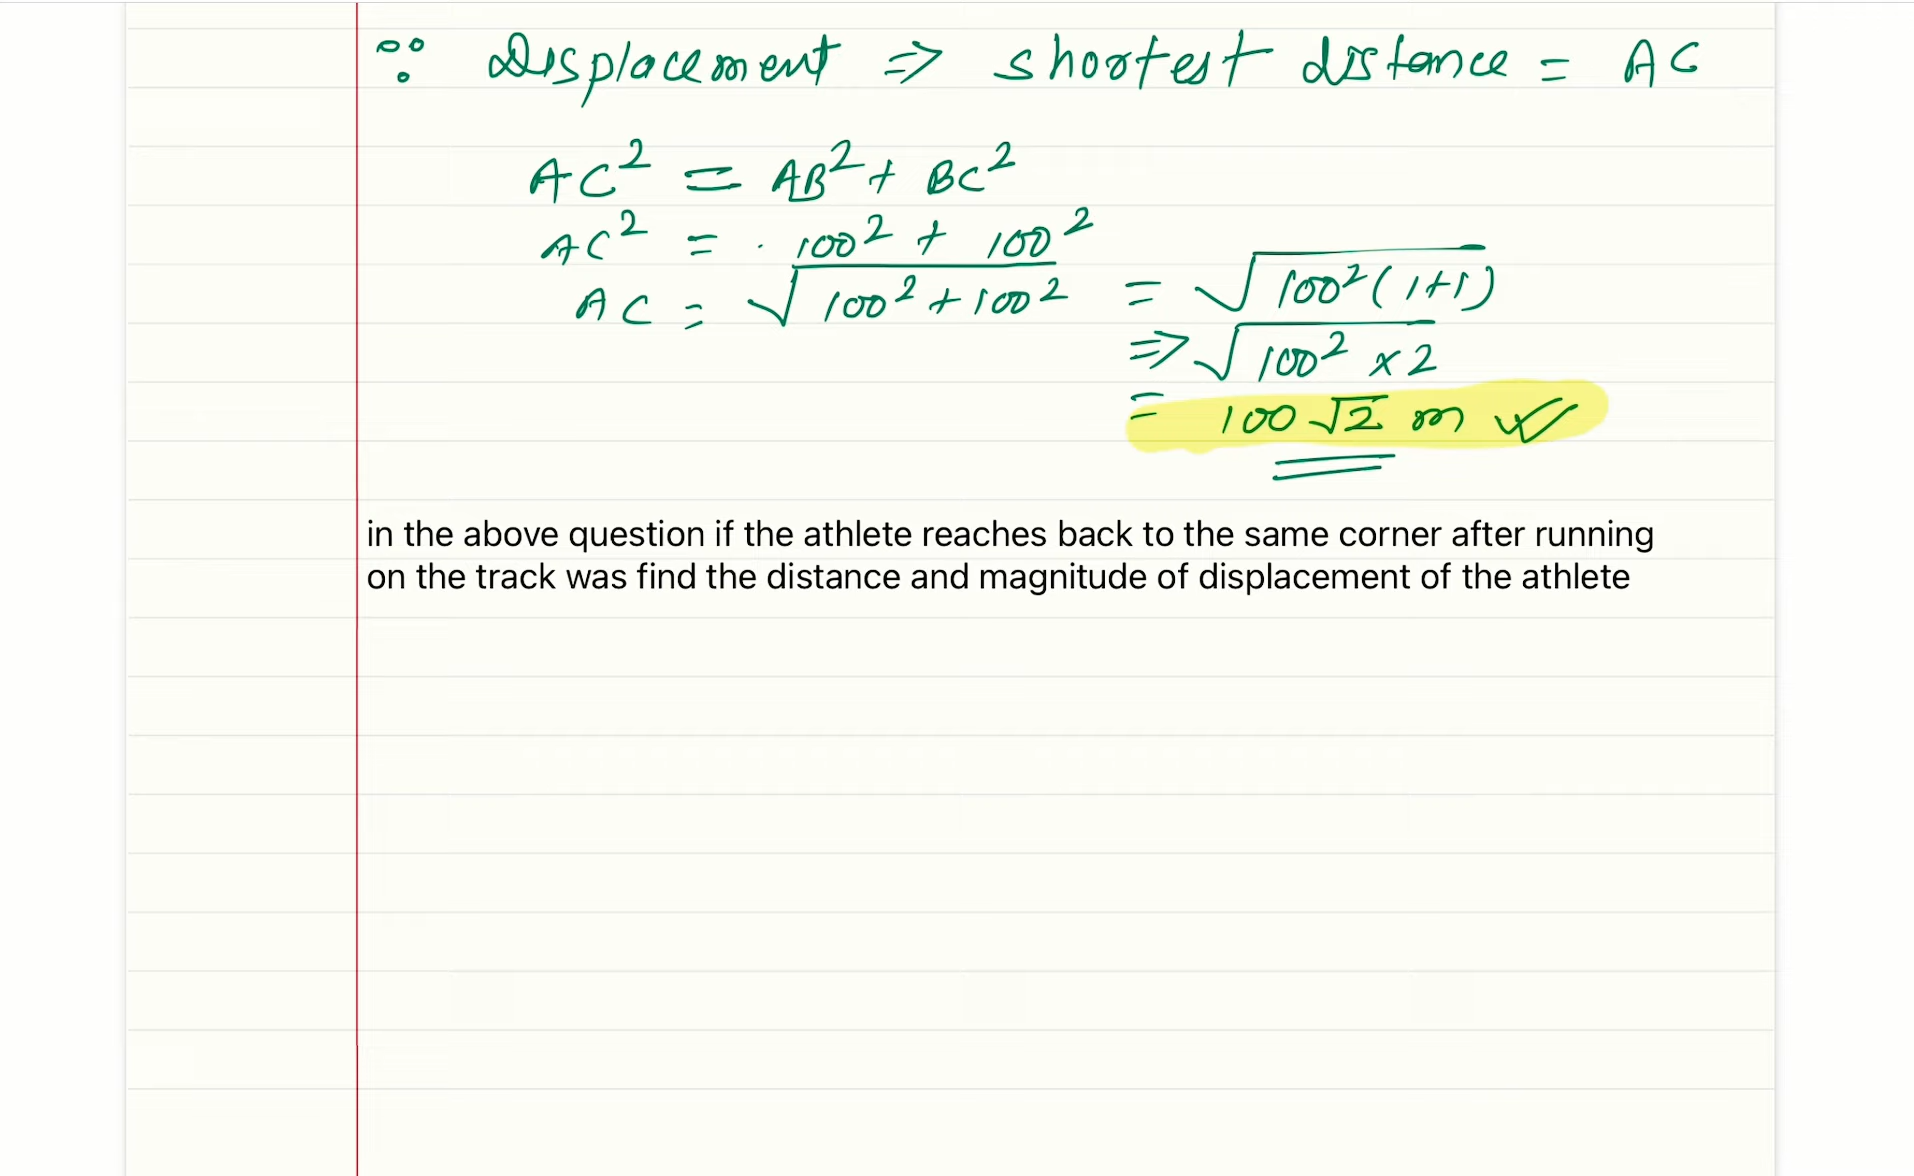 ∵ Displacement ⇒ shortest distance = AC
AC² = AB² + BC²
AC² = 100² + 100²
AC = √100² + 100² = √100² (1+1)
⇒ √100² × 2
= 100 √2 m
in the above question if the athlete reaches back to the same corner after running
on the track was find the distance and magnitude of displacement of the athlete